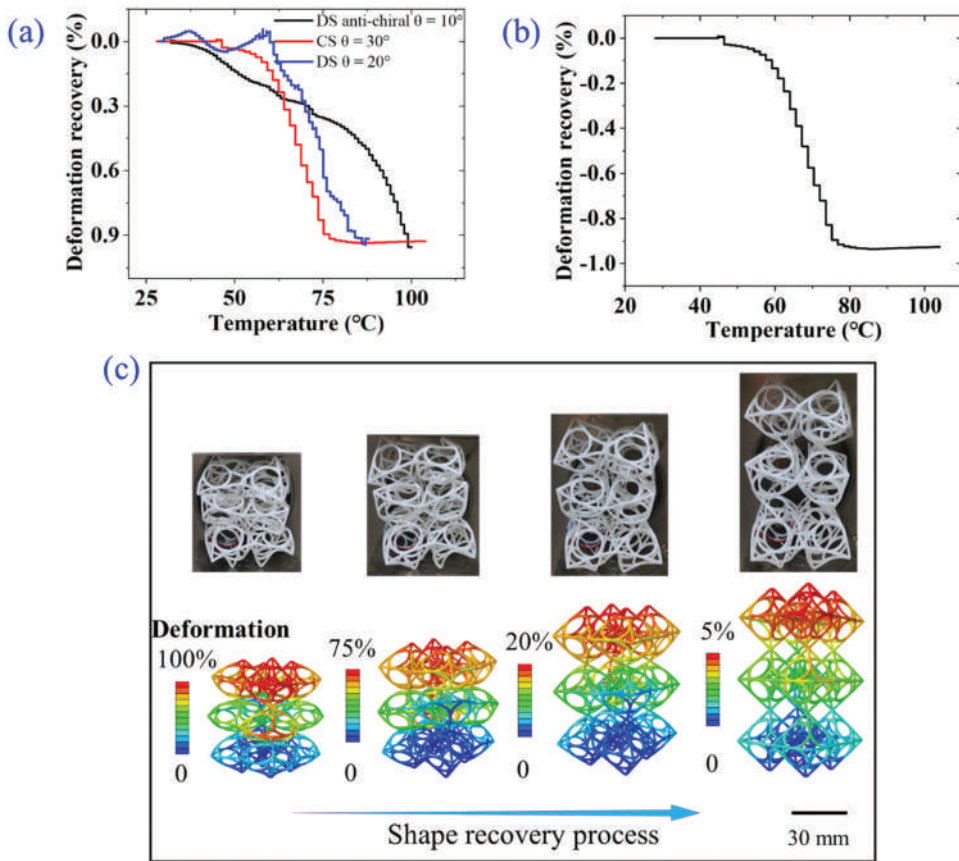 (a)
DS anti-chiral θ = 10°
CS θ = 30°
DS θ = 20°
Deformation recovery (%)
0.0
0.3
0.6
0.9
25
50
75
100
Temperature (°C)
(b)
Deformation recovery (%)
0.0
-0.2
-0.4
-0.6
-0.8
-1.0
20
40
60
80
100
Temperature (°C)
(c)
Deformation
100%
0
75%
0
20%
0
5%
0
Shape recovery process
30 mm